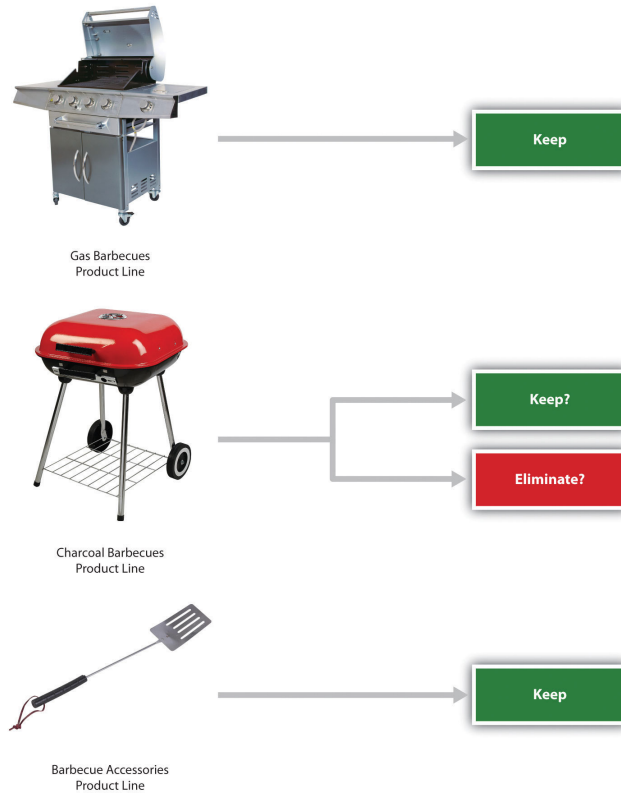 Keep
Gas Barbecues
Product Line
Keep?
Eliminate?
Charcoal Barbecues
Product Line
Keep
Barbecue Accessories
Product Line